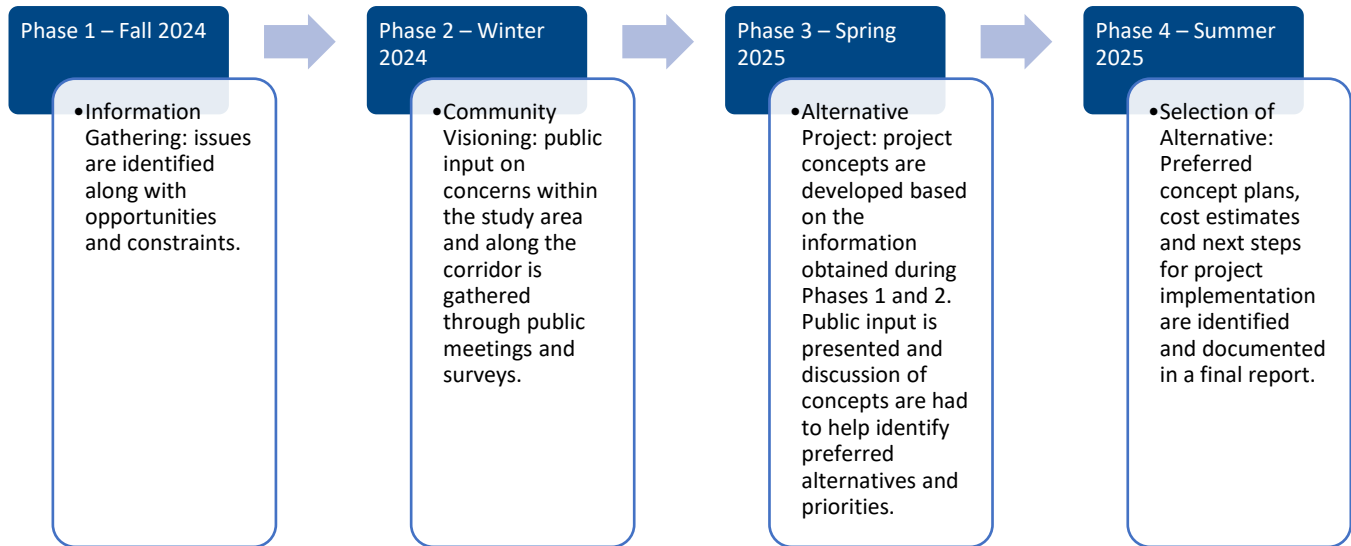 Phase 1 – Fall 2024
•Information
Gathering: issues
are identified
along with
opportunities
and constraints.
Phase 2 – Winter
2024
•Community
Visioning: public
input on
concerns within
the study area
and along the
corridor is
gathered
through public
meetings and
surveys.
Phase 3 – Spring
2025
•Alternative
Project: project
concepts are
developed based
on the
information
obtained during
Phases 1 and 2.
Public input is
presented and
discussion of
concepts are had
to help identify
preferred
alternatives and
priorities.
Phase 4 – Summer
2025
•Selection of
Alternative:
Preferred
concept plans,
cost estimates
and next steps
for project
implementation
are identified
and documented
in a final report.